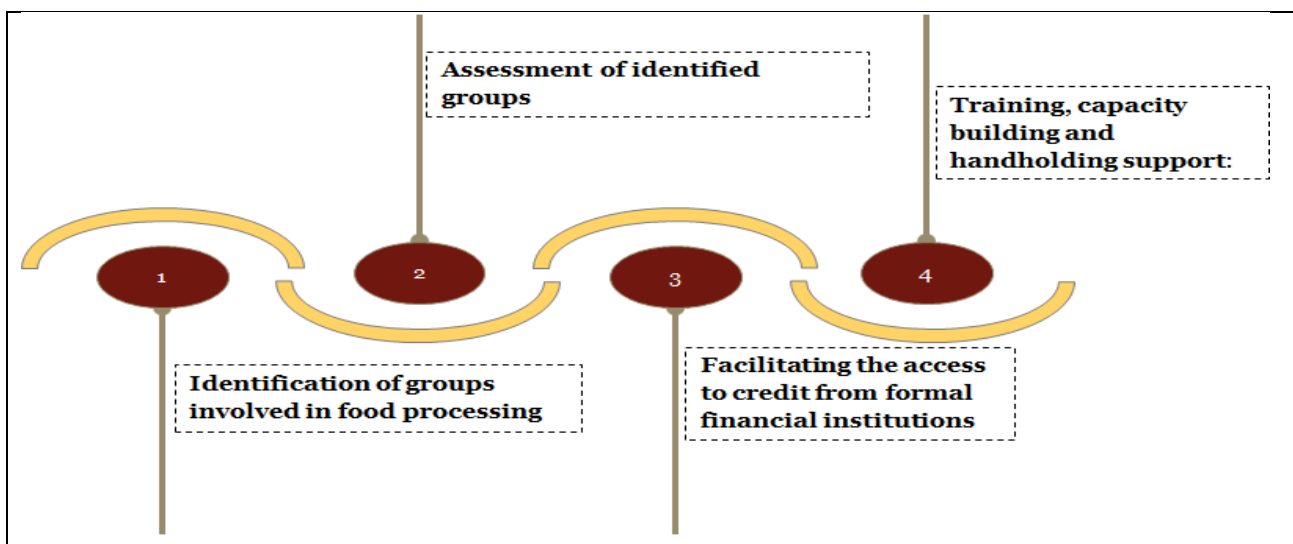 1
Identification of groups
involved in food processing
2
Assessment of identified
groups
3
Facilitating the access
to credit from formal
financial institutions
4
Training, capacity
building and
handholding support: